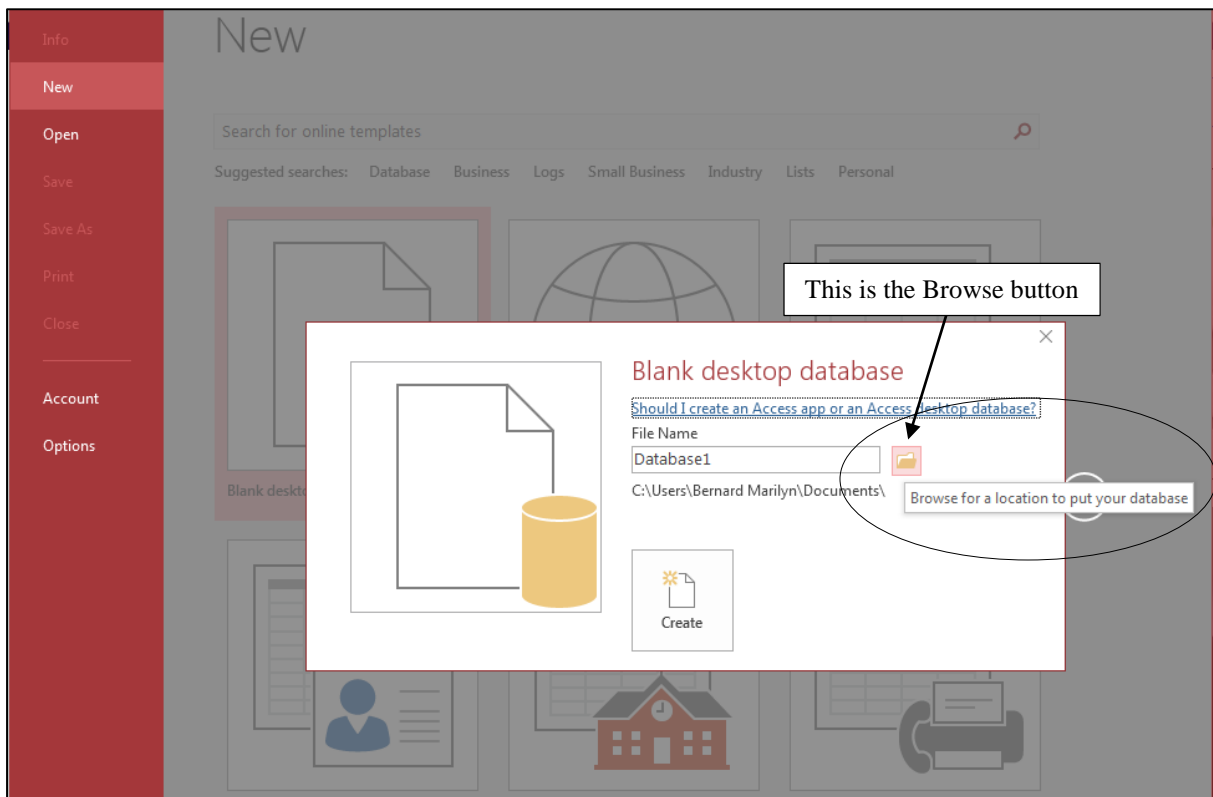 Info
New
Open
Save
Save As
Print
Close
Account
Options
New
Search for online templates
Suggested searches: Database Business Logs Small Business Industry Lists Personal
This is the Browse button
Blank desktop database
Should I create an Access app or an Access desktop database?
File Name
Database1
C:\Users\Bernard Marilyn\Documents\
Browse for a location to put your database
Create
Blank deskt